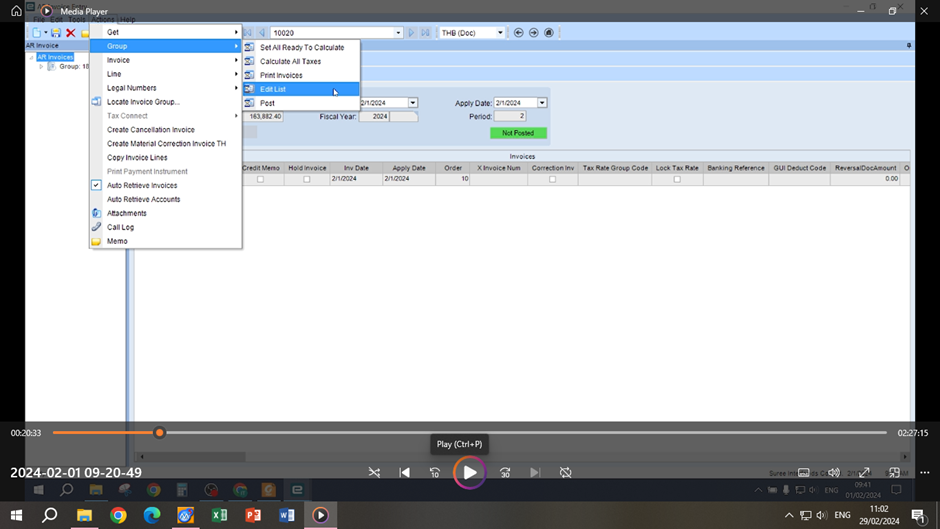 Media Player
File Edit Tools Actions Help
10020
THB (Doc)
AR Invoice
AR Invoices
Group: 18
Get
Group
Invoice
Line
Legal Numbers
Locate Invoice Group...
Tax Connect
Create Cancellation Invoice
Create Material Correction Invoice TH
Copy Invoice Lines
Print Payment Instrument
Auto Retrieve Invoices
Auto Retrieve Accounts
Attachments
Call Log
Memo
Set All Ready To Calculate
Calculate All Taxes
Print Invoices
Edit List
Post
2/1/2024
Apply Date: 2/1/2024
163,882.40
Fiscal Year: 2024
Period: 2
Not Posted
Invoices
Credit Memo Hold Invoice Inv Date Apply Date Order X Invoice Num Correction Inv Tax Rate Group Code Lock Tax Rate Banking Reference GUI Deduct Code ReversalDocAmount O
2/1/2024 2/1/2024 10 0.00
00:20:33
02:27:15
Play (Ctrl+P)
2024-02-01 09-20-49
10
30
ENG
09:41
01/02/2024
ENG
11:02
29/02/2024
1